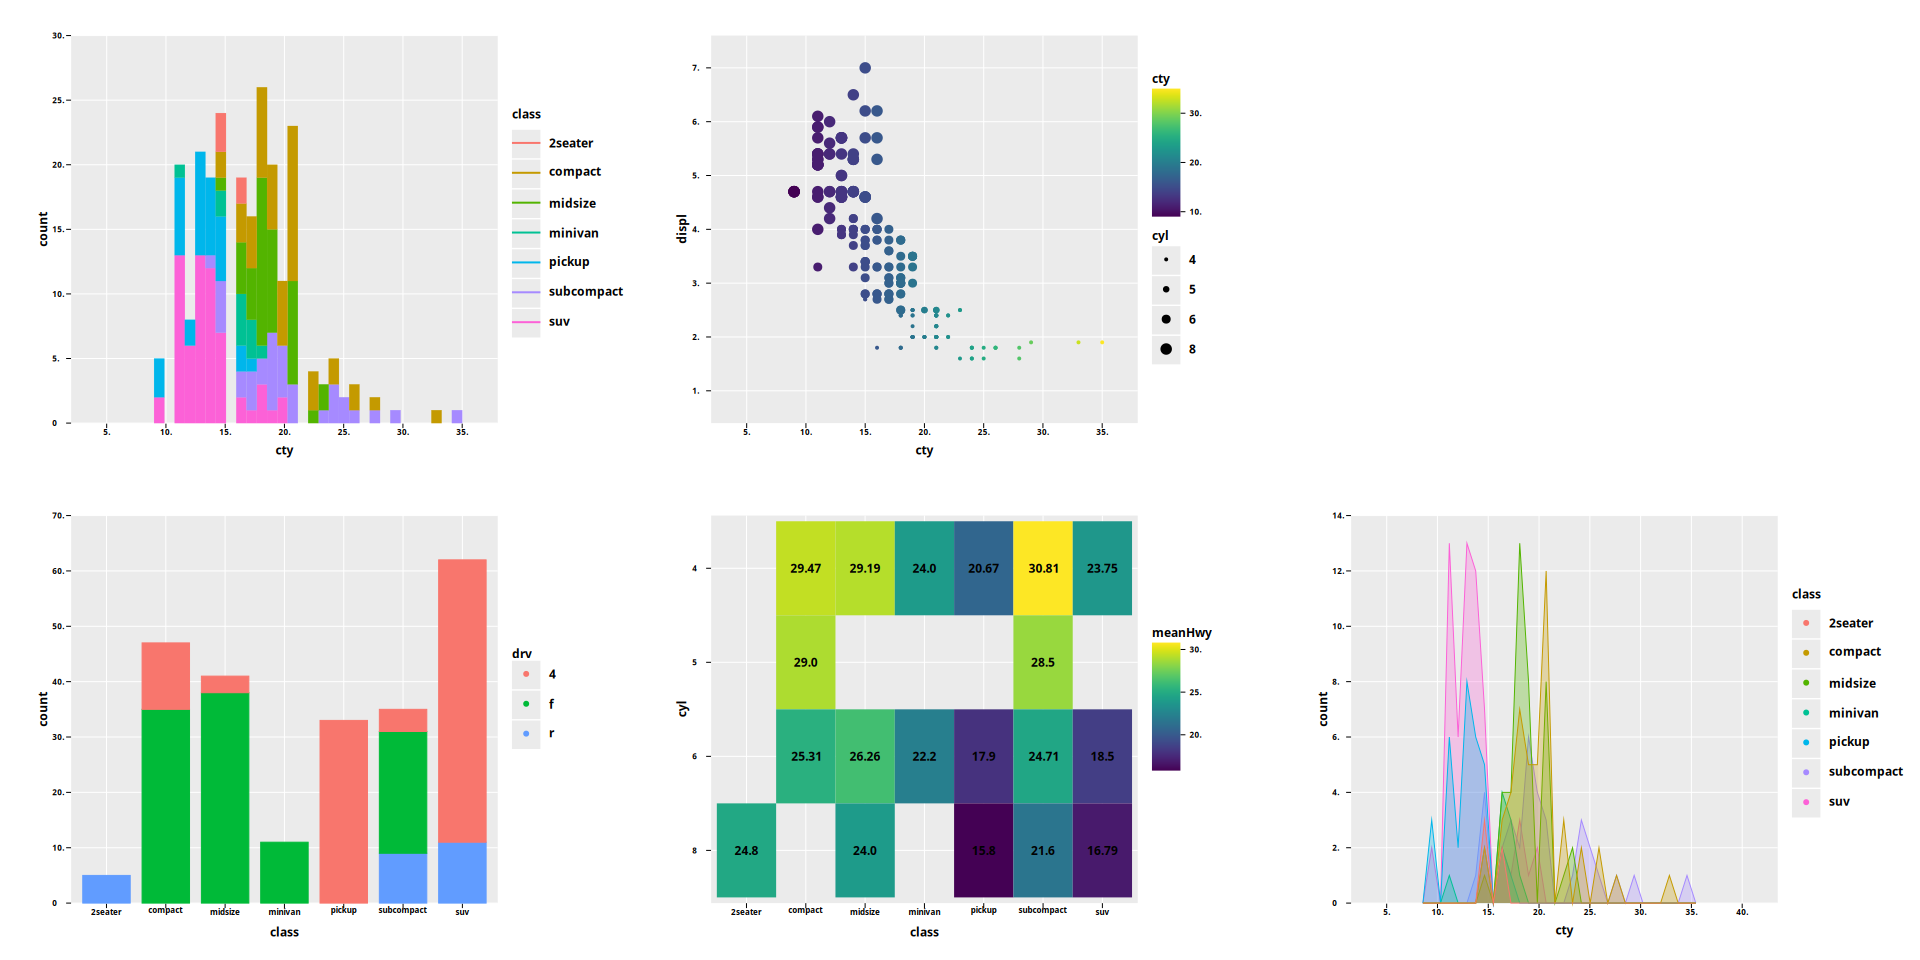 30.
25.
20.
15.
10.
5.
0
count
5. 10. 15. 20. 25. 30. 35.
cty
class
2seater
compact
midsize
minivan
pickup
subcompact
suv
7.
6.
5.
4.
3.
2.
1.
displ
5. 10. 15. 20. 25. 30. 35.
cty
cty
30.
20.
10.
cyl
4
5
6
8
70.
60.
50.
40.
30.
20.
10.
0
count
2seater compact midsize minivan pickup subcompact suv
class
drv
4
f
r
4
5
6
8
cyl
29.47 29.19 24.0 20.67 30.81 23.75
29.0 28.5
25.31 26.26 22.2 17.9 24.71 18.5
24.8 24.0 15.8 21.6 16.79
2seater compact midsize minivan pickup subcompact suv
class
meanHwy
30.
25.
20.
14.
12.
10.
8.
6.
4.
2.
0
count
5. 10. 15. 20. 25. 30. 35. 40.
cty
class
2seater
compact
midsize
minivan
pickup
subcompact
suv